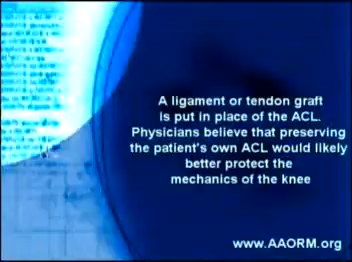 A ligament or tendon graft
is put in place of the ACL.
Physicians believe that preserving
the patient's own ACL would likely
better protect the
mechanics of the knee
www.AAORM.org